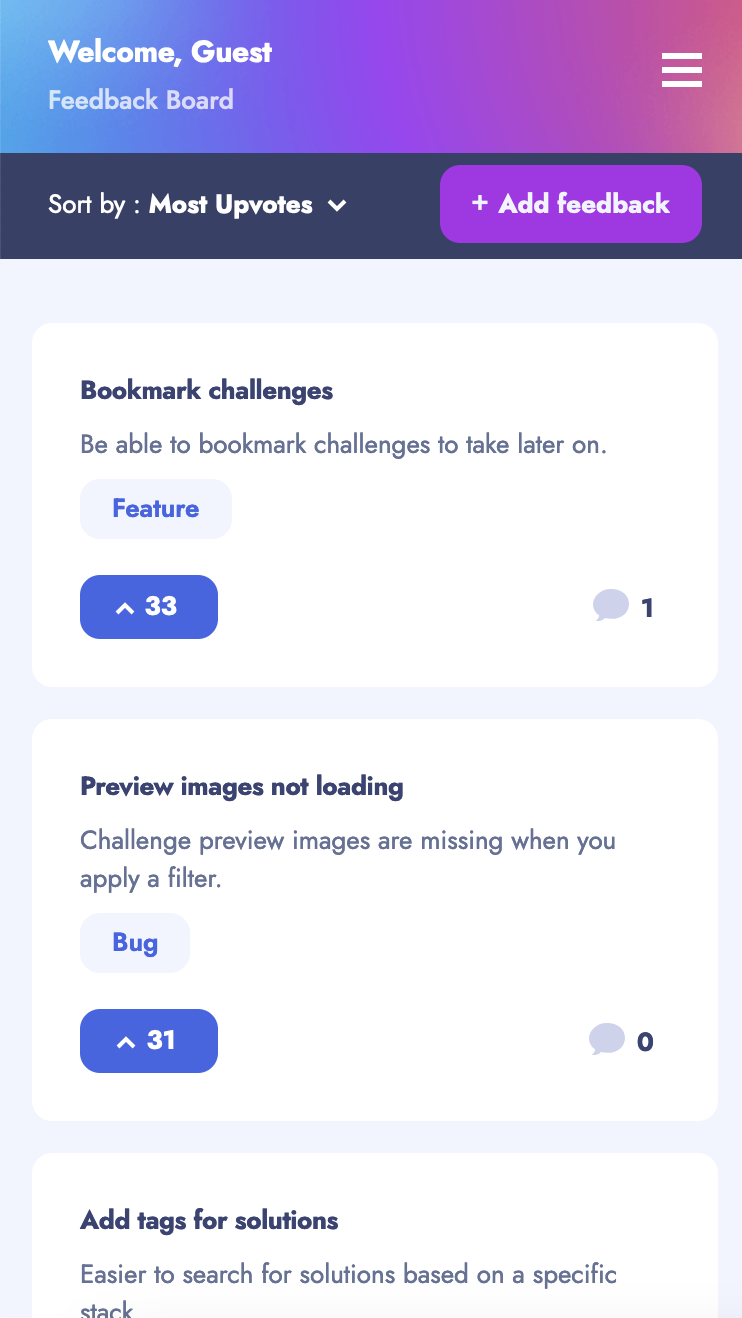 Welcome, Guest
Feedback Board
Sort by : Most Upvotes
+ Add feedback
Bookmark challenges
Be able to bookmark challenges to take later on.
Feature
33
1
Preview images not loading
Challenge preview images are missing when you
apply a filter.
Bug
31
0
Add tags for solutions
Easier to search for solutions based on a specific
stack